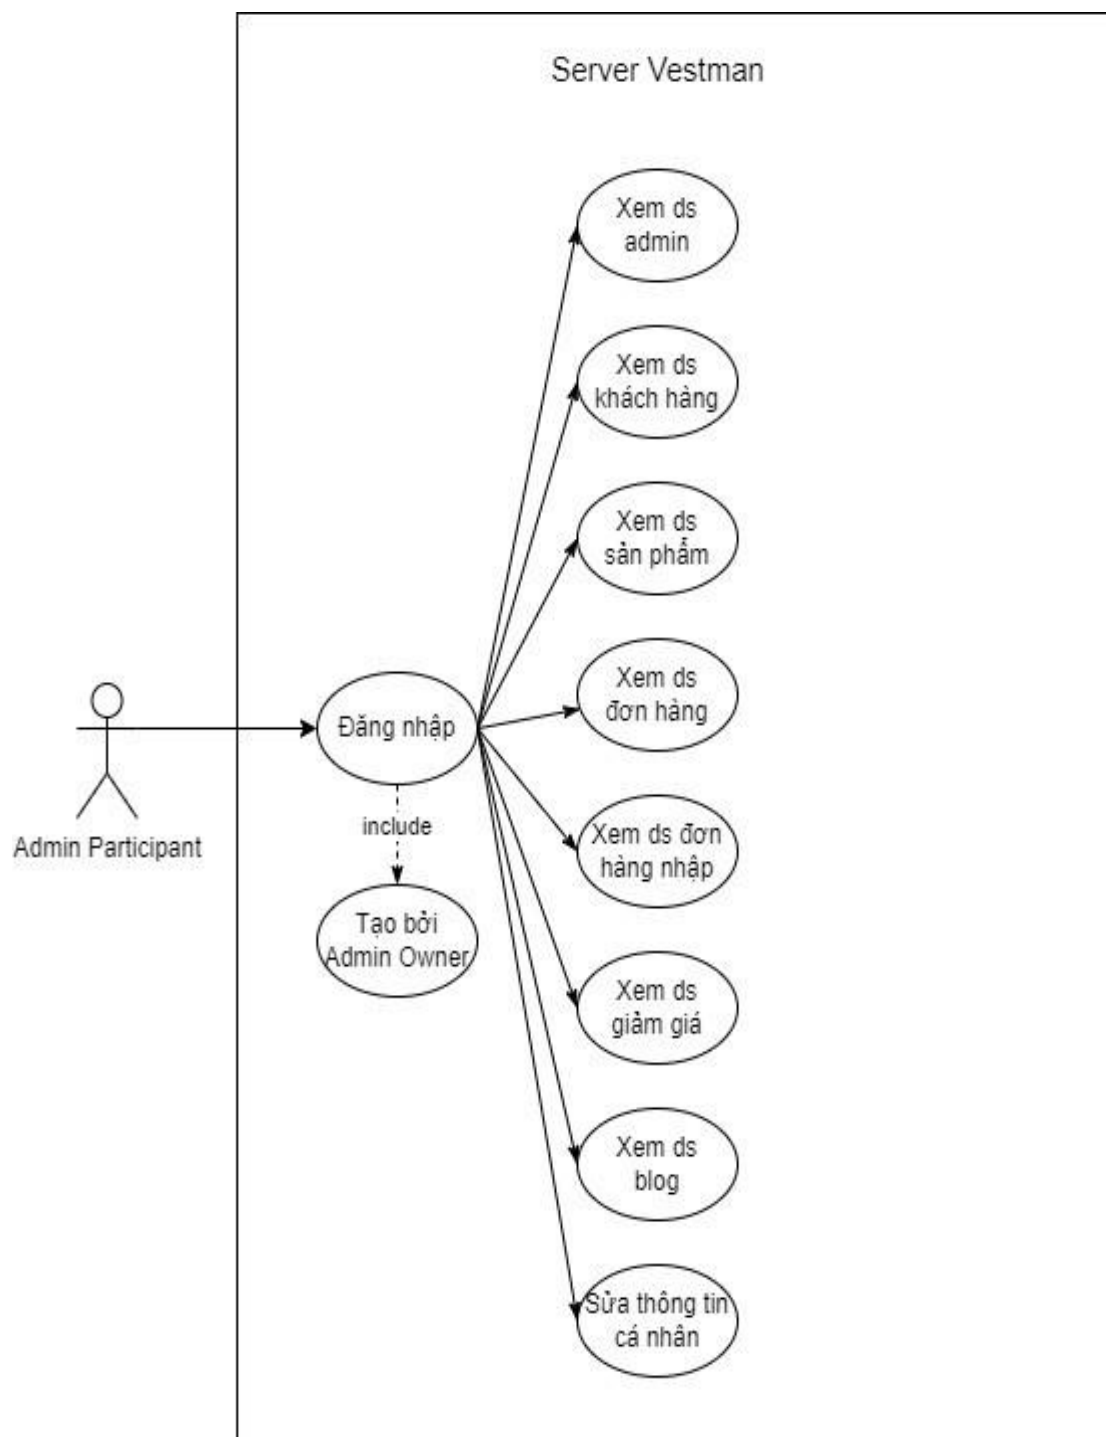 Server Vestman
Xem ds
admin
Xem ds
khách hàng
Xem ds
sản phẩm
Xem ds
đơn hàng
Đăng nhập
include
Admin Participant
Xem ds đơn
hàng nhập
Tạo bởi
Admin Owner
Xem ds
giảm giá
Xem ds
blog
Sửa thông tin
cá nhân